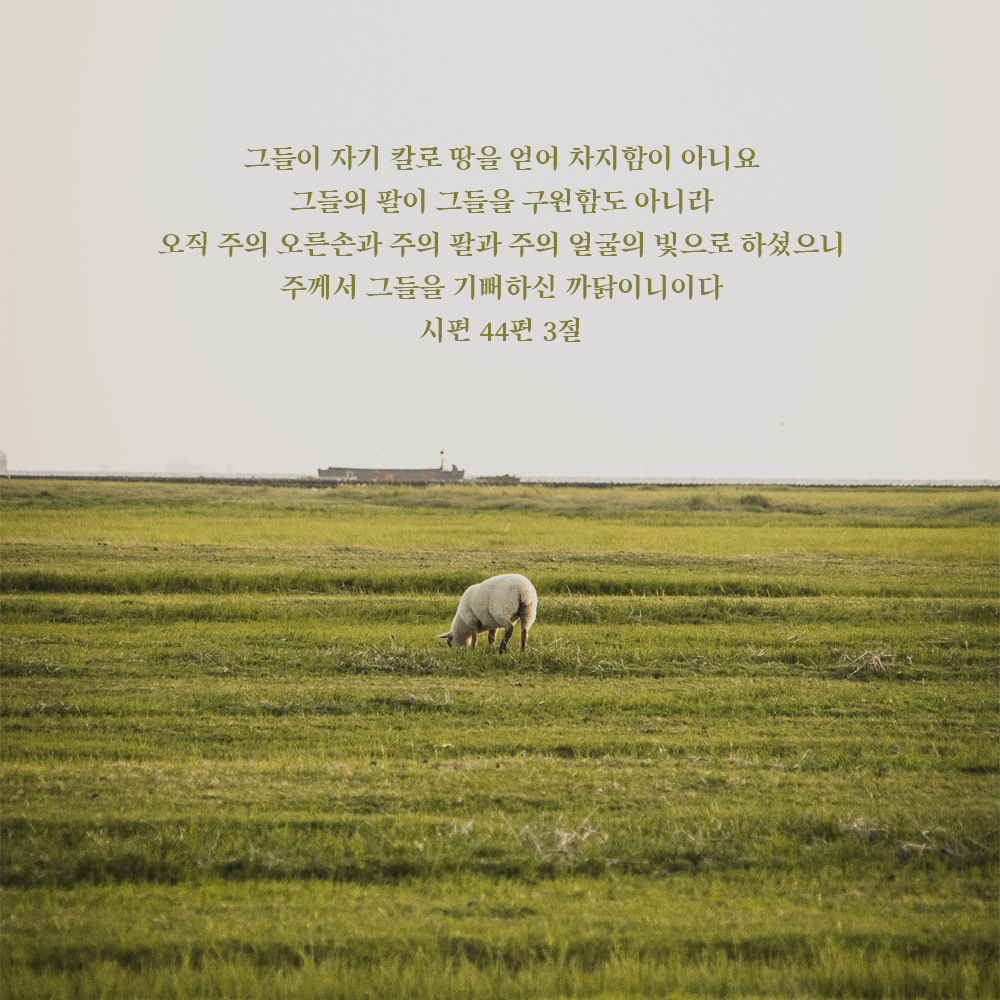 그들이 자기 칼로 땅을 얻어 차지함이 아니요
그들의 팔이 그들을 구원함도 아니라
오직 주의 오른손과 주의 팔과 주의 얼굴의 빛으로 하셨으니
주께서 그들을 기뻐하신 까닭이니이다
시편 44편 3절